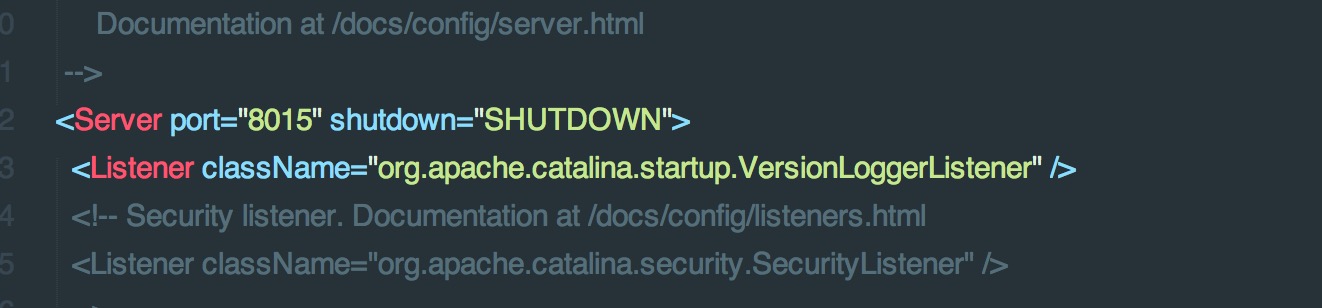 0 Documentation at /docs/config/server.html
1 -->
2 <Server port="8015" shutdown="SHUTDOWN">
3 <Listener className="org.apache.catalina.startup.VersionLoggerListener" />
4 <!-- Security listener. Documentation at /docs/config/listeners.html
5 <Listener className="org.apache.catalina.security.SecurityListener" />